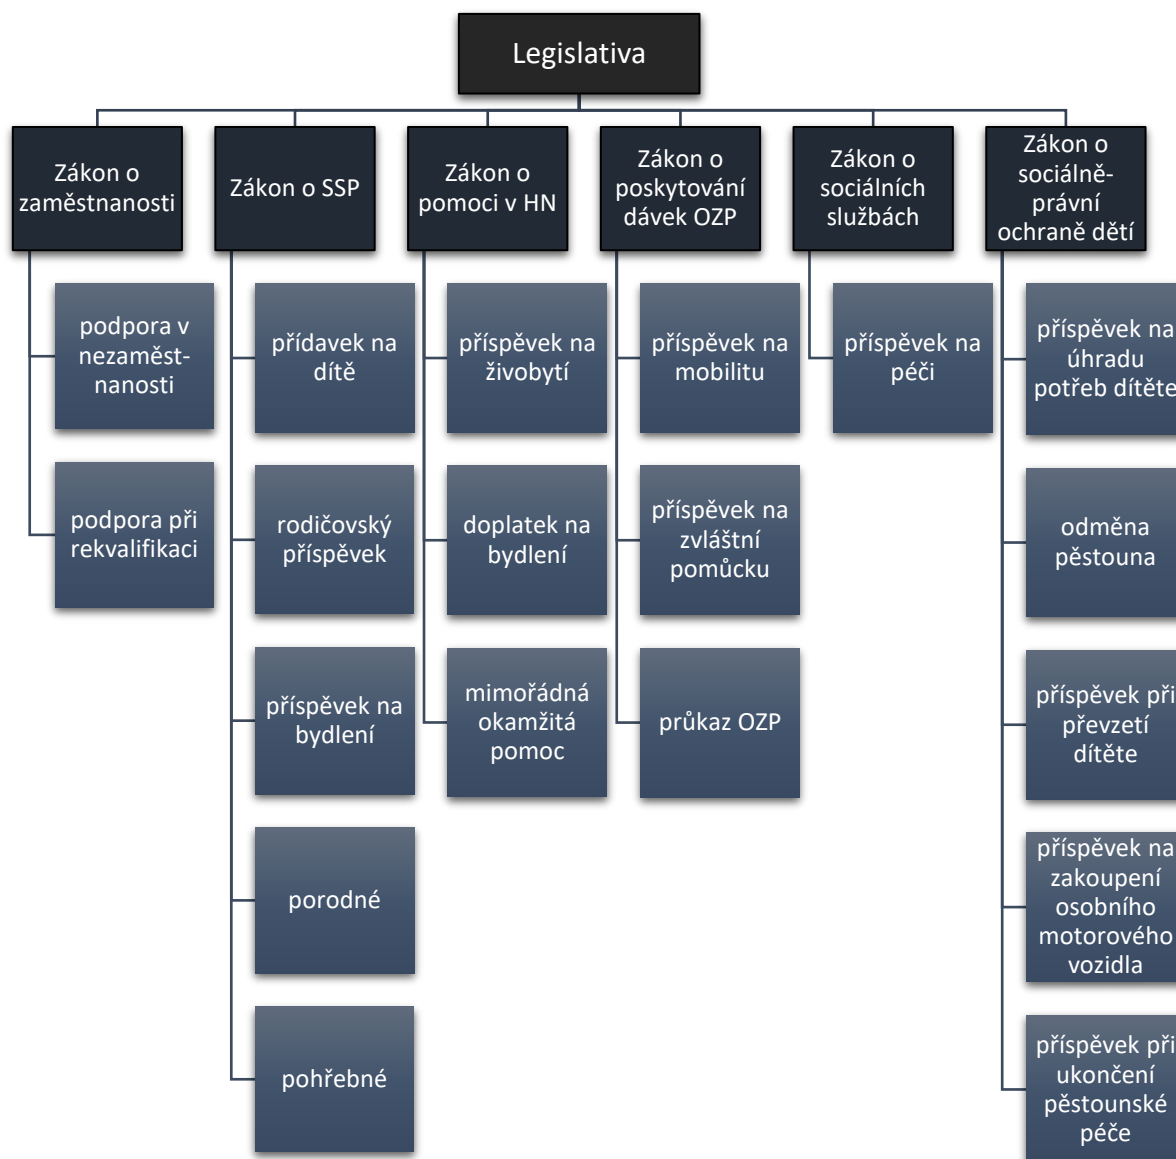 Legislativa
Zákon o
zaměstnanosti
podpora v
nezaměst-
nanosti
podpora při
rekvalifikaci
Zákon o SSP
přídavek na
dítě
rodičovský
příspěvek
příspěvek na
bydlení
porodné
pohřebné
Zákon o
pomoci v HN
příspěvek na
živobytí
doplatek na
bydlení
mimořádná
okamžitá
pomoc
Zákon o
poskytování
dávek OZP
příspěvek na
mobilitu
příspěvek na
zvláštní
pomůcku
průkaz OZP
Zákon o
sociálních
službách
příspěvek na
péči
Zákon o
sociálně-
právní
ochraně dětí
příspěvek na
úhradu
potřeb dítěte
odměna
pěstouna
příspěvek při
převzetí
dítěte
příspěvek na
zakoupení
osobního
motorového
vozidla
příspěvek při
ukončení
pěstounské
péče